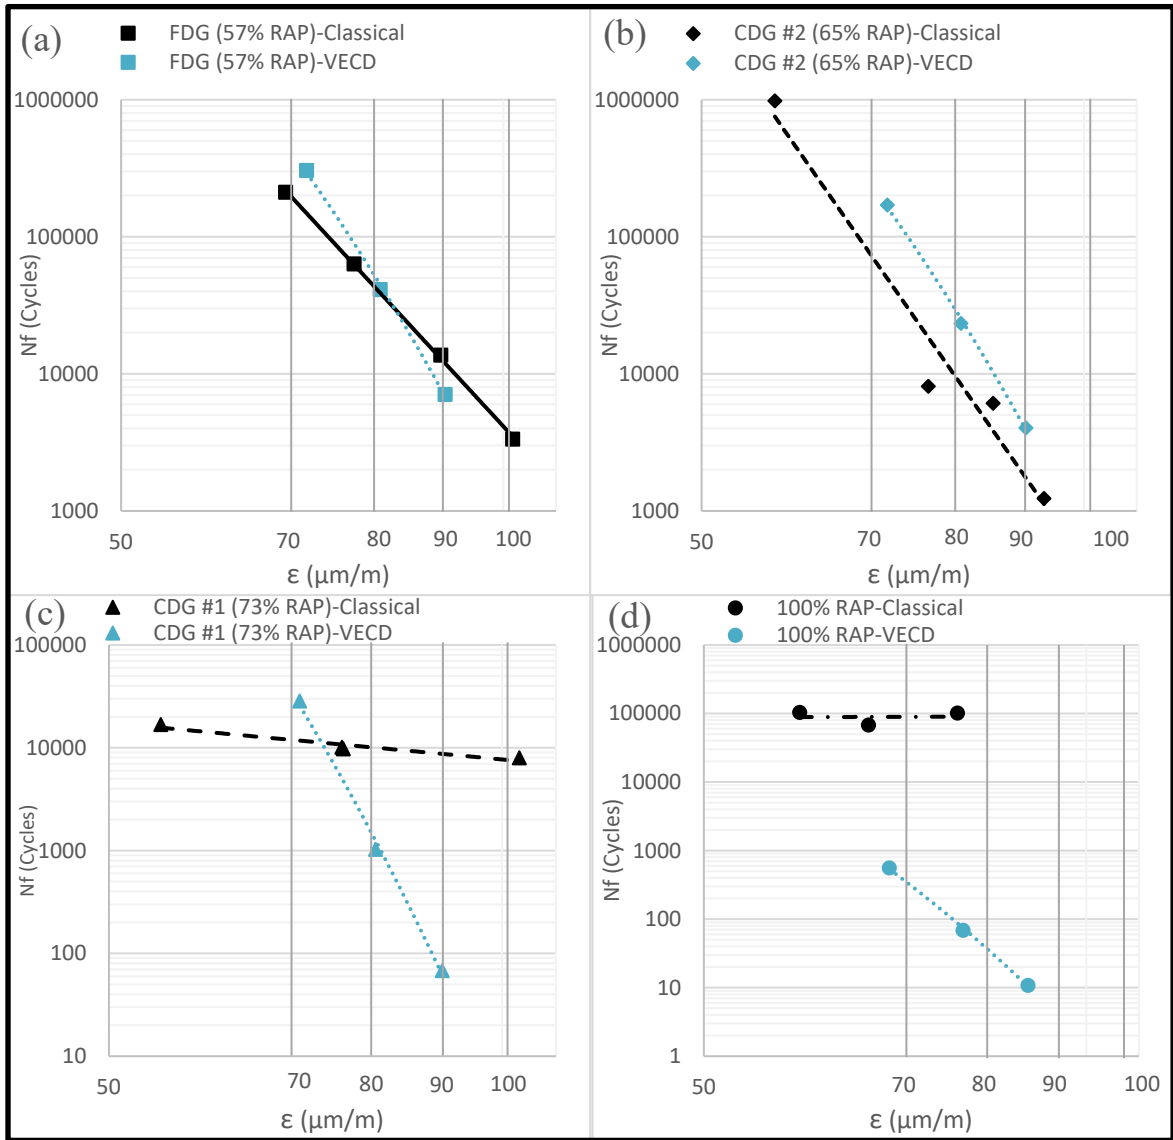 (a)
FDG (57% RAP)-Classical
FDG (57% RAP)-VECD
1000000
100000
10000
1000
Nf (Cycles)
50 70 80 90 100
ε (μm/m)
(b)
CDG #2 (65% RAP)-Classical
CDG #2 (65% RAP)-VECD
1000000
100000
10000
1000
Nf (Cycles)
50 70 80 90 100
ε (μm/m)
(c)
CDG #1 (73% RAP)-Classical
CDG #1 (73% RAP)-VECD
100000
10000
1000
100
10
Nf (Cycles)
50 70 80 90 100
ε (μm/m)
(d)
100% RAP-Classical
100% RAP-VECD
1000000
100000
10000
1000
100
10
1
Nf (Cycles)
50 70 80 90 100
ε (μm/m)